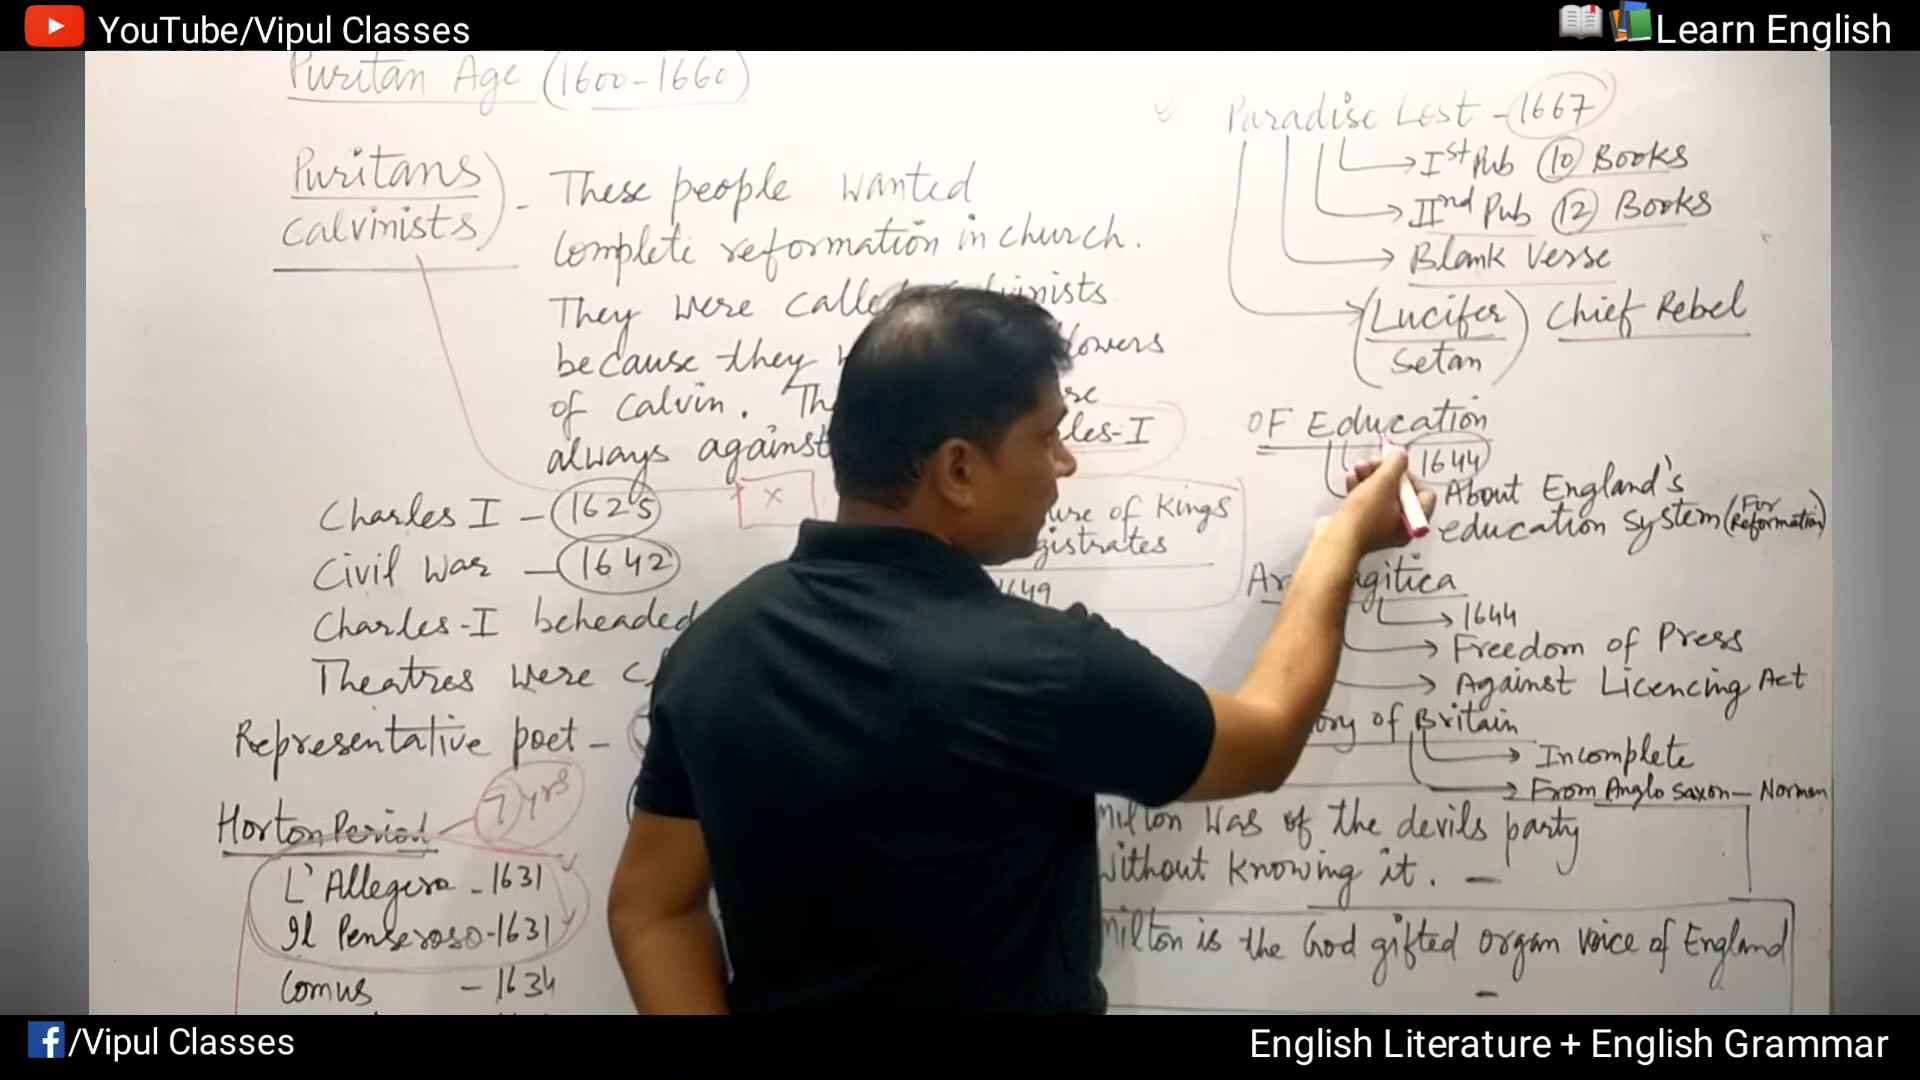 YouTube/Vipul Classes
Learn English
Puritan Age (1600-1660)
Puritans
Calvinists
- These people wanted
complete reformation in church.
They were called
because they
of Calvin.
always against
Charles I - 1625
Civil War - 1642
Charles-I beheaded
Theatres were
Representative poet -
Horton Period - 7 yrs
L'Allegero - 1631
Il Penseroso - 1631
Comus - 1634
x
of Kings
1649
Paradise Lost - 1667
Ist Pub 10 Books
IInd Pub 12 Books
Blank Verse
Lucifer Chief Rebel
Setan
OF Education
1644
About England's
education system (For Reformation)
1644
Freedom of Press
Against Licencing Act
of Britain
Incomplete
From Anglo Saxon - Norman
Milton was of the devils party
without knowing it. -
Milton is the God gifted organ voice of England
-
/Vipul Classes
English Literature + English Grammar